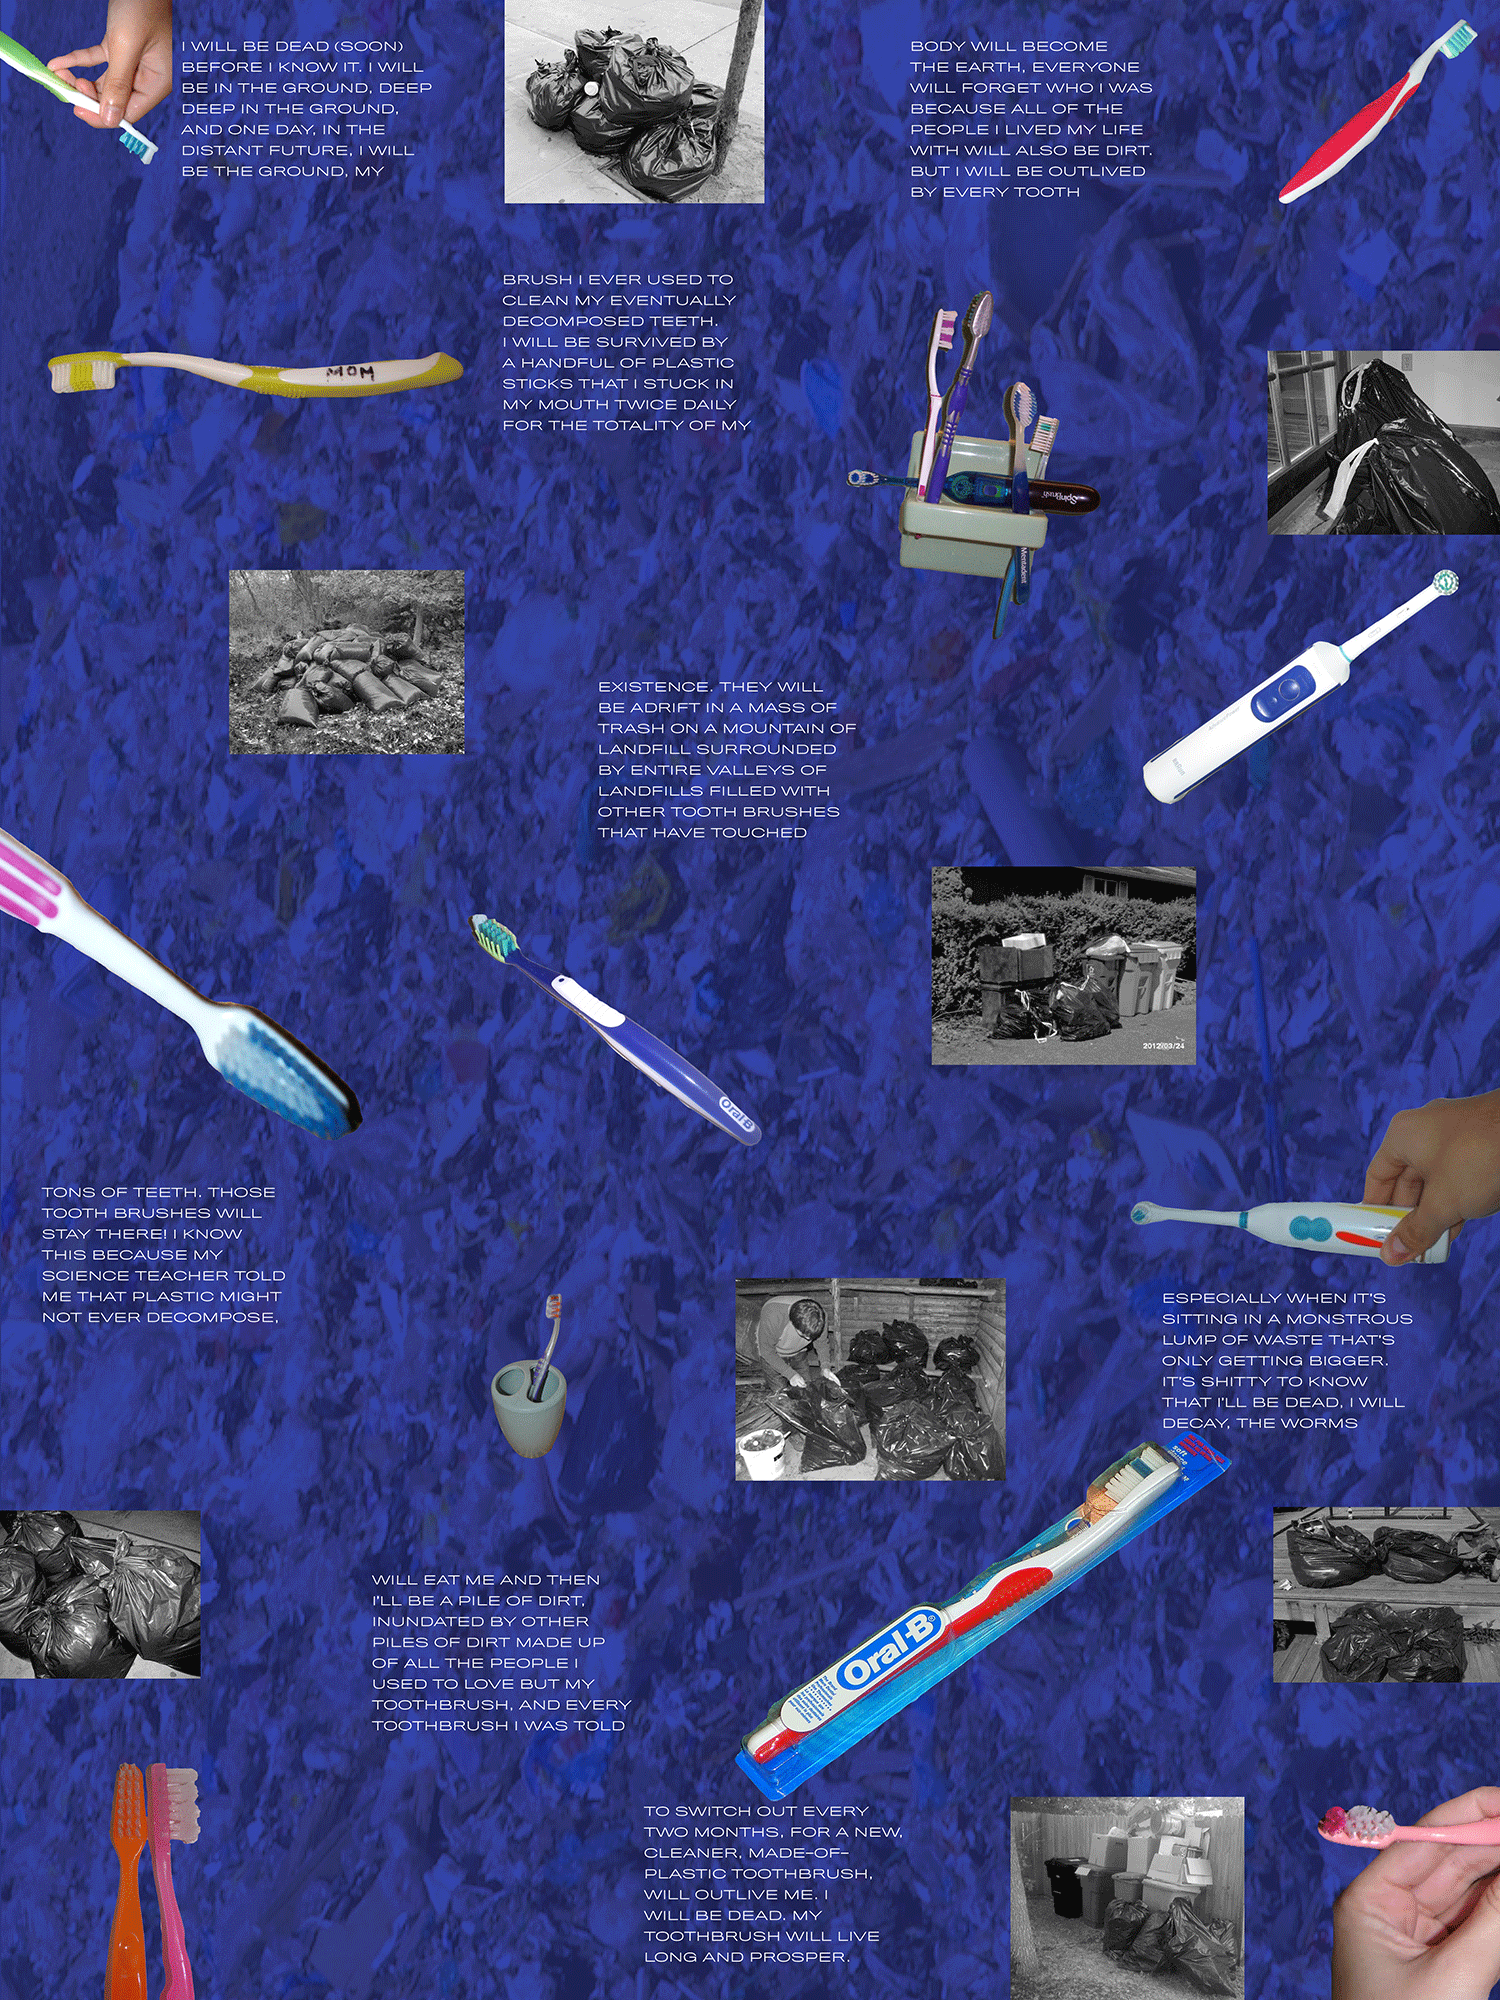 I WILL BE DEAD (SOON)
BEFORE I KNOW IT. I WILL
BE IN THE GROUND, DEEP
DEEP IN THE GROUND,
AND ONE DAY, IN THE
DISTANT FUTURE, I WILL
BE THE GROUND, MY
BODY WILL BECOME
THE EARTH, EVERYONE
WILL FORGET WHO I WAS
BECAUSE ALL OF THE
PEOPLE I LIVED MY LIFE
WITH WILL ALSO BE DIRT.
BUT I WILL BE OUTLIVED
BY EVERY TOOTH
BRUSH I EVER USED TO
CLEAN MY EVENTUALLY
DECOMPOSED TEETH.
I WILL BE SURVIVED BY
A HANDFUL OF PLASTIC
STICKS THAT I STUCK IN
MY MOUTH TWICE DAILY
FOR THE TOTALITY OF MY
MOM
SpinBrush
Mentadent
EXISTENCE. THEY WILL
BE ADRIFT IN A MASS OF
TRASH ON A MOUNTAIN OF
LANDFILL SURROUNDED
BY ENTIRE VALLEYS OF
LANDFILLS FILLED WITH
OTHER TOOTH BRUSHES
THAT HAVE TOUCHED
BRAUN
Oral-B
2012/03/24
TONS OF TEETH. THOSE
TOOTH BRUSHES WILL
STAY THERE! I KNOW
THIS BECAUSE MY
SCIENCE TEACHER TOLD
ME THAT PLASTIC MIGHT
NOT EVER DECOMPOSE,
ESPECIALLY WHEN IT'S
SITTING IN A MONSTROUS
LUMP OF WASTE THAT'S
ONLY GETTING BIGGER.
IT'S SHITTY TO KNOW
THAT I'LL BE DEAD, I WILL
DECAY, THE WORMS
soft
Oral-B®
WILL EAT ME AND THEN
I'LL BE A PILE OF DIRT,
INUNDATED BY OTHER
PILES OF DIRT MADE UP
OF ALL THE PEOPLE I
USED TO LOVE BUT MY
TOOTHBRUSH, AND EVERY
TOOTHBRUSH I WAS TOLD
TO SWITCH OUT EVERY
TWO MONTHS, FOR A NEW,
CLEANER, MADE-OF-
PLASTIC TOOTHBRUSH,
WILL OUTLIVE ME. I
WILL BE DEAD. MY
TOOTHBRUSH WILL LIVE
LONG AND PROSPER.